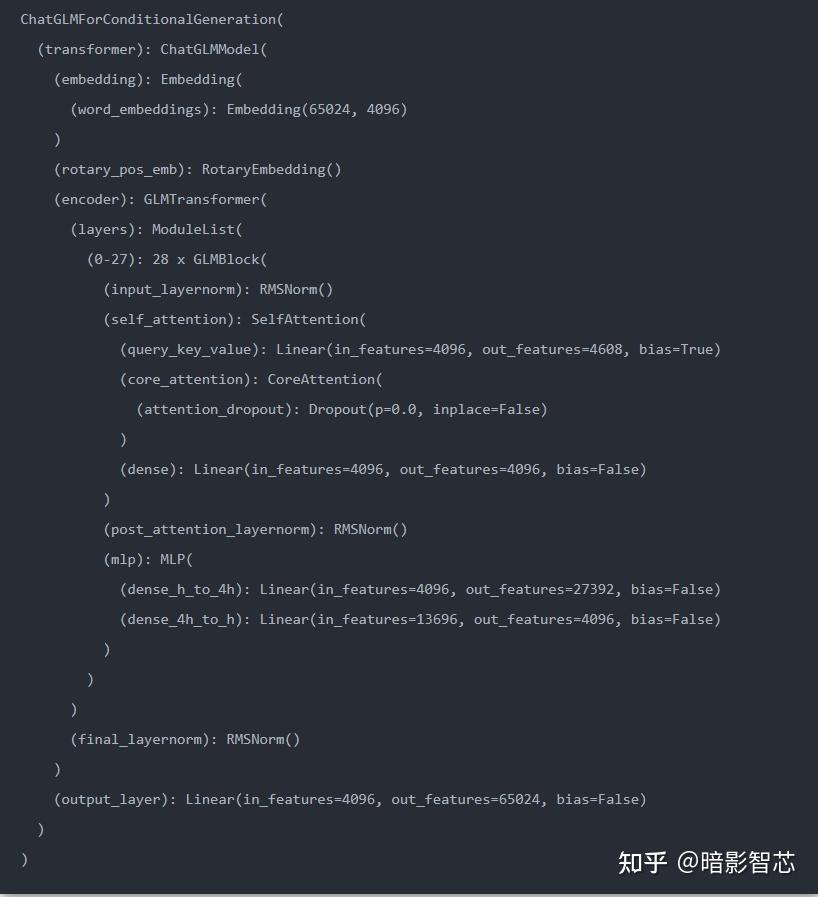 ChatGLMForConditionalGeneration(
  (transformer): ChatGLMModel(
    (embedding): Embedding(
      (word_embeddings): Embedding(65024, 4096)
    )
    (rotary_pos_emb): RotaryEmbedding()
    (encoder): GLMTransformer(
      (layers): ModuleList(
        (0-27): 28 x GLMBlock(
          (input_layernorm): RMSNorm()
          (self_attention): SelfAttention(
            (query_key_value): Linear(in_features=4096, out_features=4608, bias=True)
            (core_attention): CoreAttention(
              (attention_dropout): Dropout(p=0.0, inplace=False)
            )
            (dense): Linear(in_features=4096, out_features=4096, bias=False)
          )
          (post_attention_layernorm): RMSNorm()
          (mlp): MLP(
            (dense_h_to_4h): Linear(in_features=4096, out_features=27392, bias=False)
            (dense_4h_to_h): Linear(in_features=13696, out_features=4096, bias=False)
          )
        )
      )
      (final_layernorm): RMSNorm()
    )
    (output_layer): Linear(in_features=4096, out_features=65024, bias=False)
  )
)
知乎 @暗影智芯